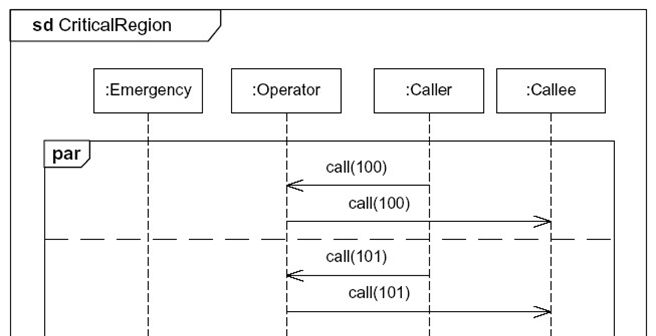 sd CriticalRegion
:Emergency :Operator :Caller :Callee
par
call(100)
call(100)
call(101)
call(101)